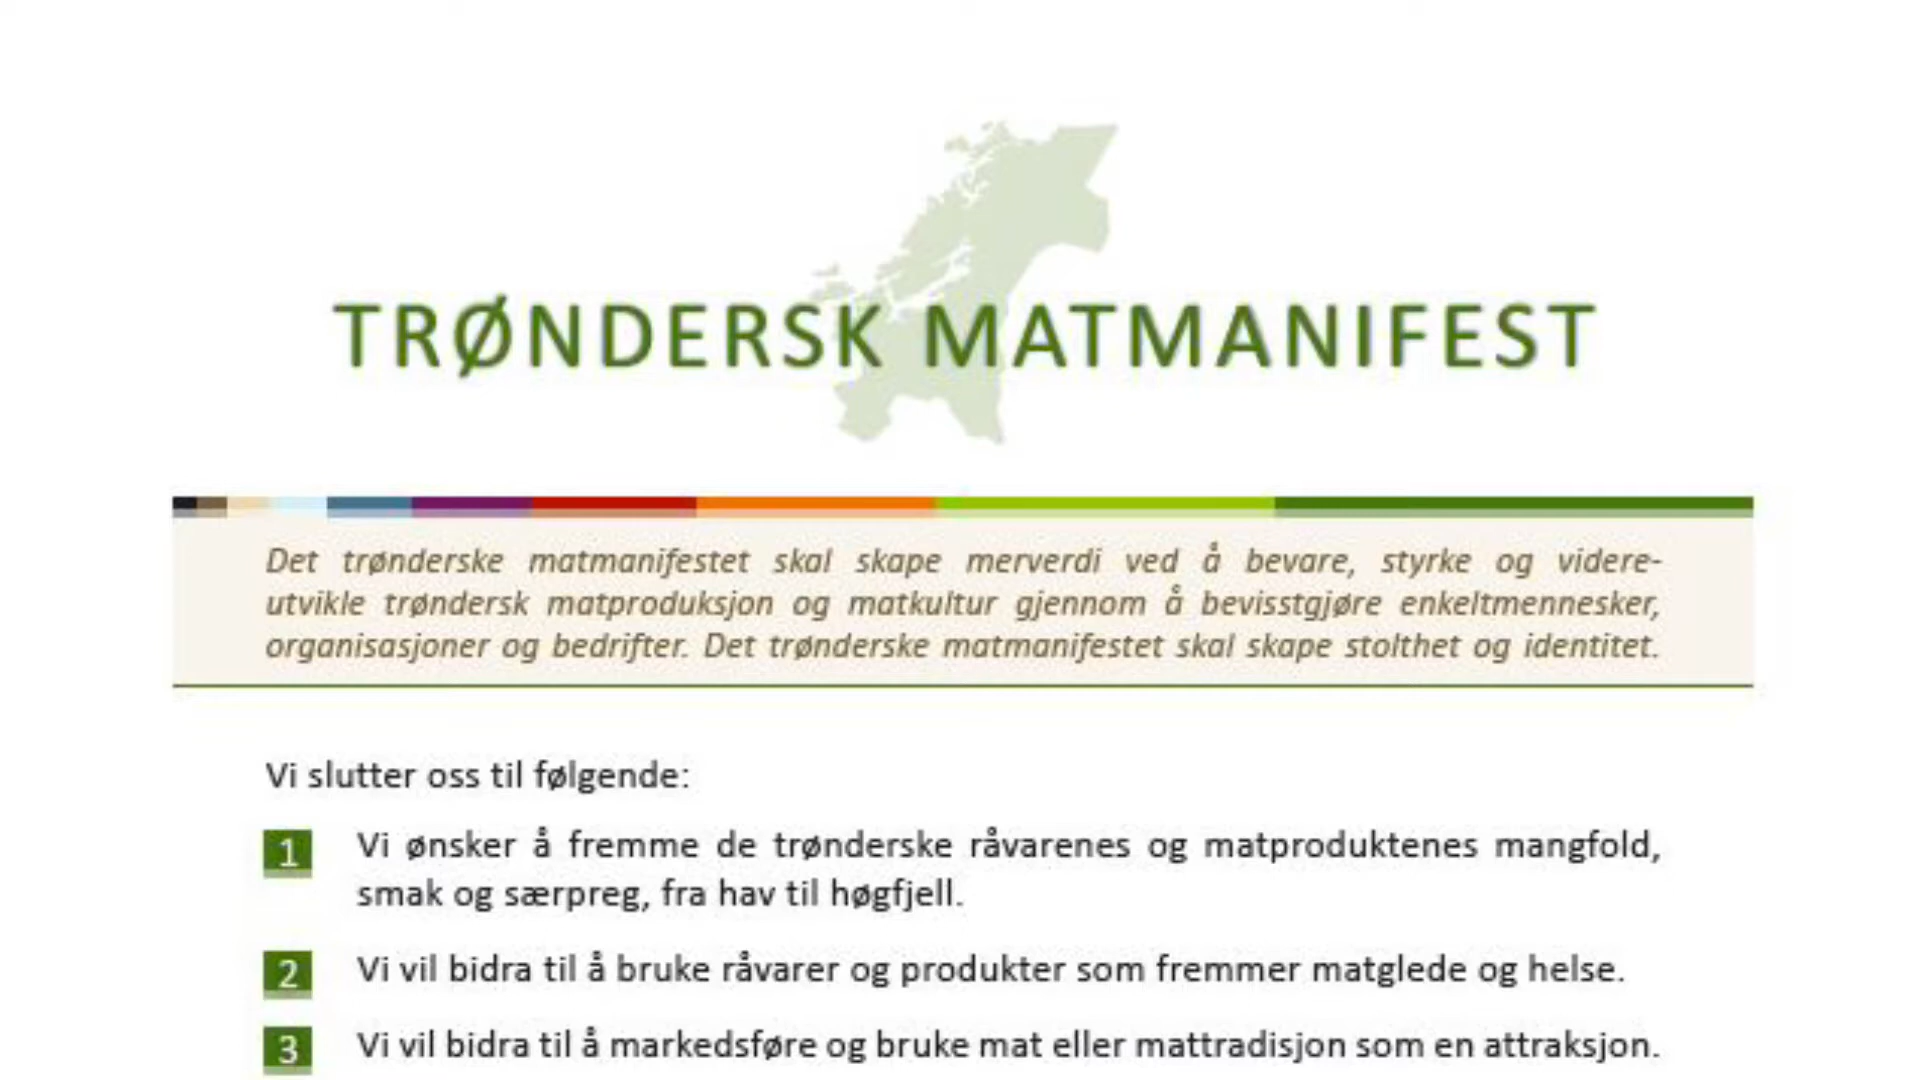 TRØNDERSK MATMANIFEST
Det trønderske matmanifestet skal skape merverdi ved å bevare, styrke og videre-
utvikle trøndersk matproduksjon og matkultur gjennom å bevisstgjøre enkeltmennesker,
organisasjoner og bedrifter. Det trønderske matmanifestet skal skape stolthet og identitet.
Vi slutter oss til følgende:
1 Vi ønsker å fremme de trønderske råvarenes og matproduktenes mangfold,
smak og særpreg, fra hav til høgfjell.
2 Vi vil bidra til å bruke råvarer og produkter som fremmer matglede og helse.
3 Vi vil bidra til å markedsføre og bruke mat eller mattradisjon som en attraksjon.